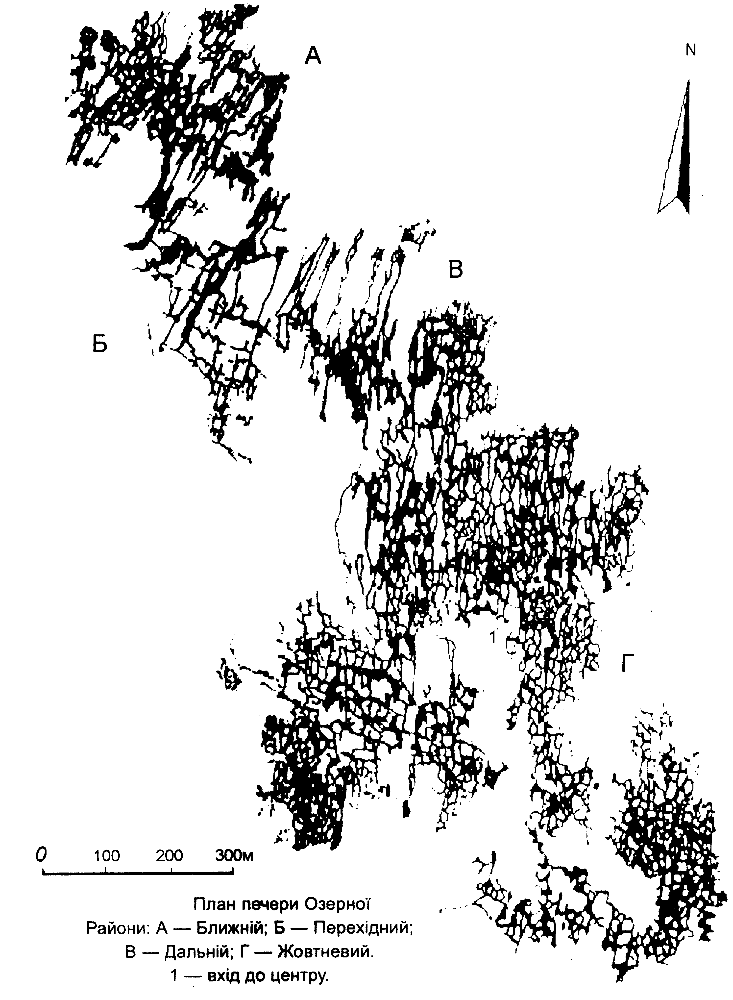 А
N
В
Б
1
Г
0 100 200 300м
План печери Озерної
Райони: А — Ближній; Б — Перехідний;
В — Дальній; Г — Жовтневий.
1 — вхід до центру.